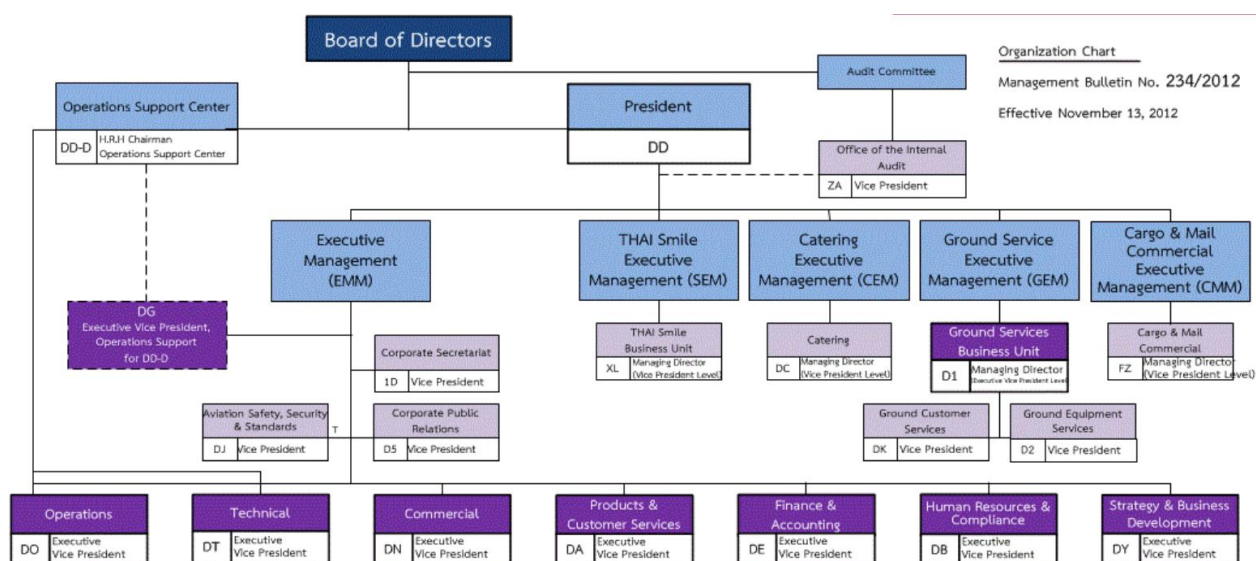 Board of Directors
Organization Chart
Management Bulletin No. 234/2012
Effective November 13, 2012
Audit Committee
Operations Support Center
DD-D
H.R.H Chairman
Operations Support Center
President
DD
Office of the Internal
Audit
ZA
Vice President
Executive
Management
(EMM)
THAI Smile
Executive
Management (SEM)
Catering
Executive
Management (CEM)
Ground Service
Executive
Management (GEM)
Cargo & Mail
Commercial
Executive
Management (CMM)
DG
Executive Vice President,
Operations Support
for DD-D
Corporate Secretariat
1D
Vice President
THAI Smile
Business Unit
XL
Managing Director
(Vice President Level)
Catering
DC
Managing Director
(Vice President Level)
Ground Services
Business Unit
D1
Managing Director
(Executive Vice President Level)
Cargo & Mail
Commercial
FZ
Managing Director
(Vice President Level)
Aviation Safety, Security
& Standards
DJ
Vice President
T
Corporate Public
Relations
D5
Vice President
Ground Customer
Services
DK
Vice President
Ground Equipment
Services
D2
Vice President
Operations
DO
Executive
Vice President
Technical
DT
Executive
Vice President
Commercial
DN
Executive
Vice President
Products &
Customer Services
DA
Executive
Vice President
Finance &
Accounting
DE
Executive
Vice President
Human Resources &
Compliance
DB
Executive
Vice President
Strategy & Business
Development
DY
Executive
Vice President